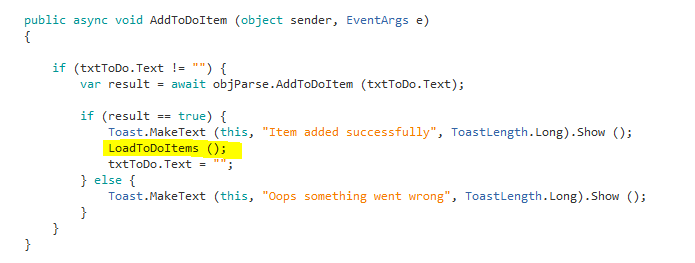 public async void AddToDoItem (object sender, EventArgs e)
{
if (txtToDo.Text != "") {
var result = await objParse.AddToDoItem (txtToDo.Text);
if (result == true) {
Toast.MakeText (this, "Item added successfully", ToastLength.Long).Show ();
LoadToDoItems ();
txtToDo.Text = "";
} else {
Toast.MakeText (this, "Oops something went wrong", ToastLength.Long).Show ();
}
}
}